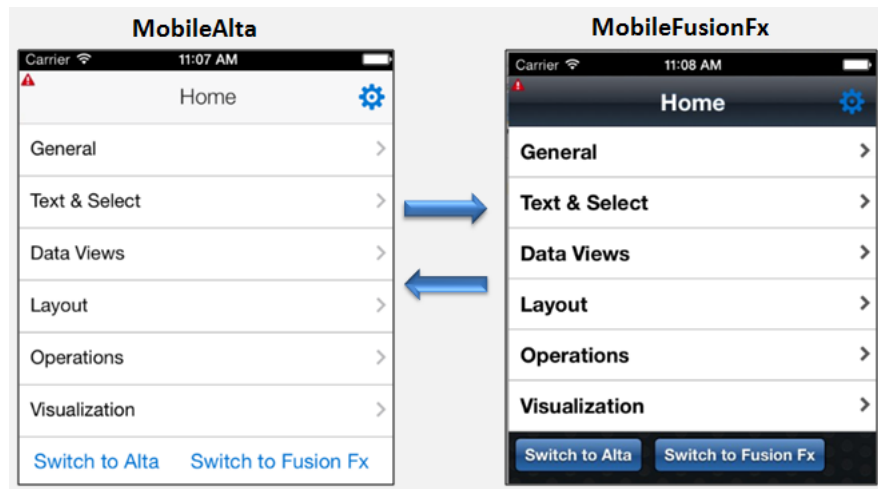 MobileAlta
Carrier 11:07 AM
Home
General
Text & Select
Data Views
Layout
Operations
Visualization
Switch to Alta Switch to Fusion Fx
MobileFusionFx
Carrier 11:08 AM
Home
General
Text & Select
Data Views
Layout
Operations
Visualization
Switch to Alta Switch to Fusion Fx